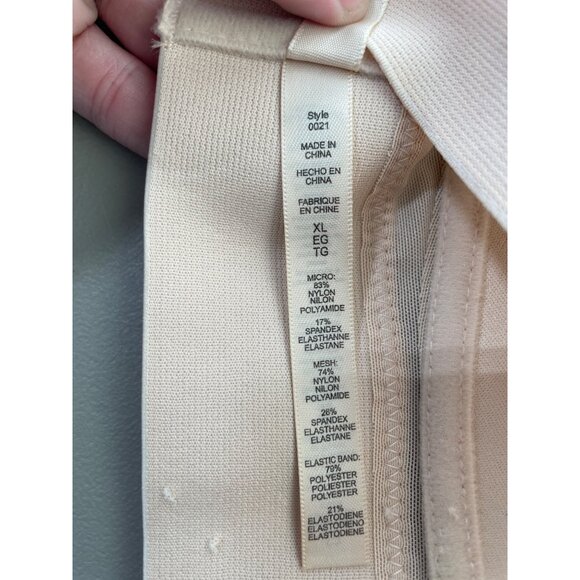 Style
0021
MADE IN
CHINA
HECHO EN
CHINA
FABRIQUE
EN CHINE
XL
EG
TG
MICRO:
83%
NYLON
NILON
POLYAMIDE
17%
SPANDEX
ELASTHANNE
ELASTANE
MESH:
74%
NYLON
NILON
POLYAMIDE
26%
SPANDEX
ELASTHANNE
ELASTANE
ELASTIC BAND:
79%
POLYESTER
POLIESTER
POLYESTER
21%
ELASTODIENE
ELASTODIENO
ELASTODIENE